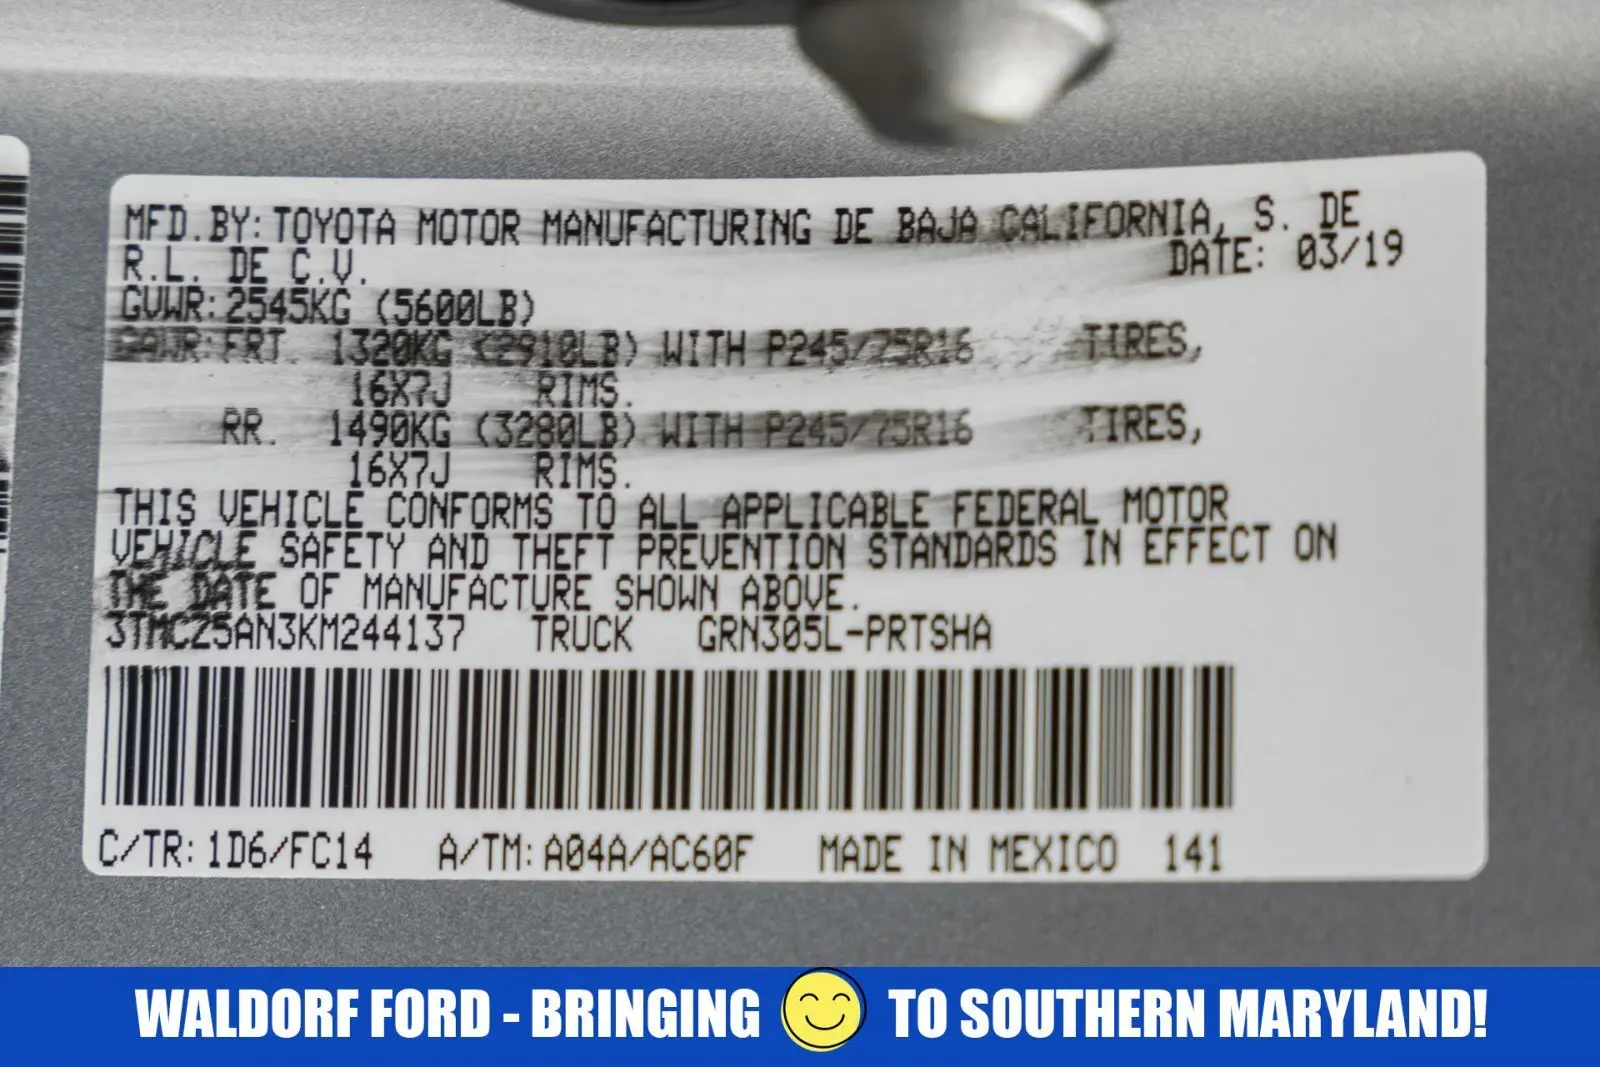 MFD.BY: TOYOTA MOTOR MANUFACTURING DE BAJA CALIFORNIA, S. DE
R.L. DE C.V. DATE: 03/19
GVWR: 2545KG (5600LB)
GAWR: FRT. 1320KG (2910LB) WITH P245/75R16 TIRES,
16X7J RIMS.
RR. 1490KG (3280LB) WITH P245/75R16 TIRES,
16X7J RIMS.
THIS VEHICLE CONFORMS TO ALL APPLICABLE FEDERAL MOTOR
VEHICLE SAFETY AND THEFT PREVENTION STANDARDS IN EFFECT ON
THE DATE OF MANUFACTURE SHOWN ABOVE.
3TMC25AN3KM244137 TRUCK GRN305L-PRTSHA
C/TR: 1D6/FC14 A/TM: A04A/AC60F MADE IN MEXICO 141
WALDORF FORD - BRINGING TO SOUTHERN MARYLAND!